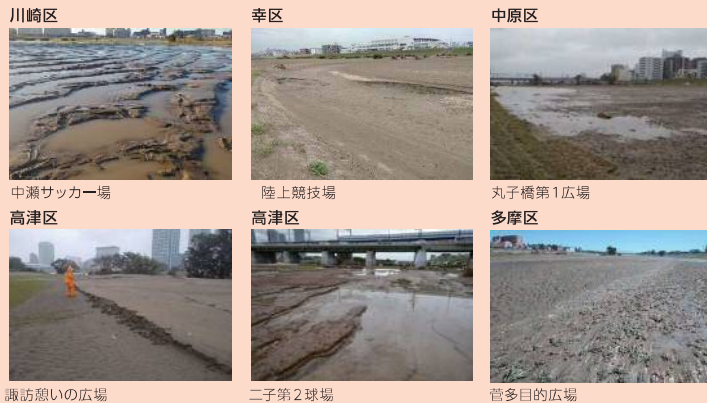 川崎区
幸区
中原区
中瀬サッカー場
陸上競技場
丸子橋第1広場
高津区
高津区
多摩区
諏訪憩いの広場
二子第2球場
菅多目的広場